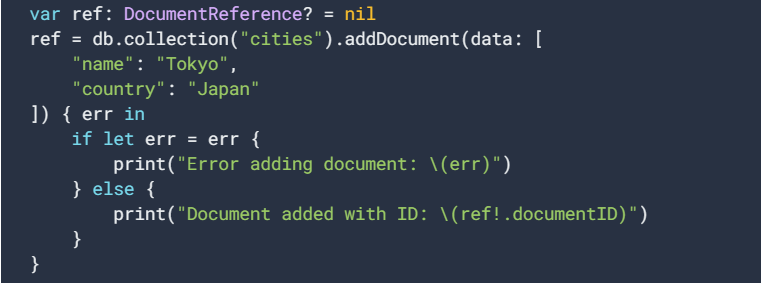 var ref: DocumentReference? = nil
ref = db.collection("cities").addDocument(data: [
    "name": "Tokyo",
    "country": "Japan"
]) { err in
    if let err = err {
        print("Error adding document: \(err)")
    } else {
        print("Document added with ID: \(ref!.documentID)")
    }
}